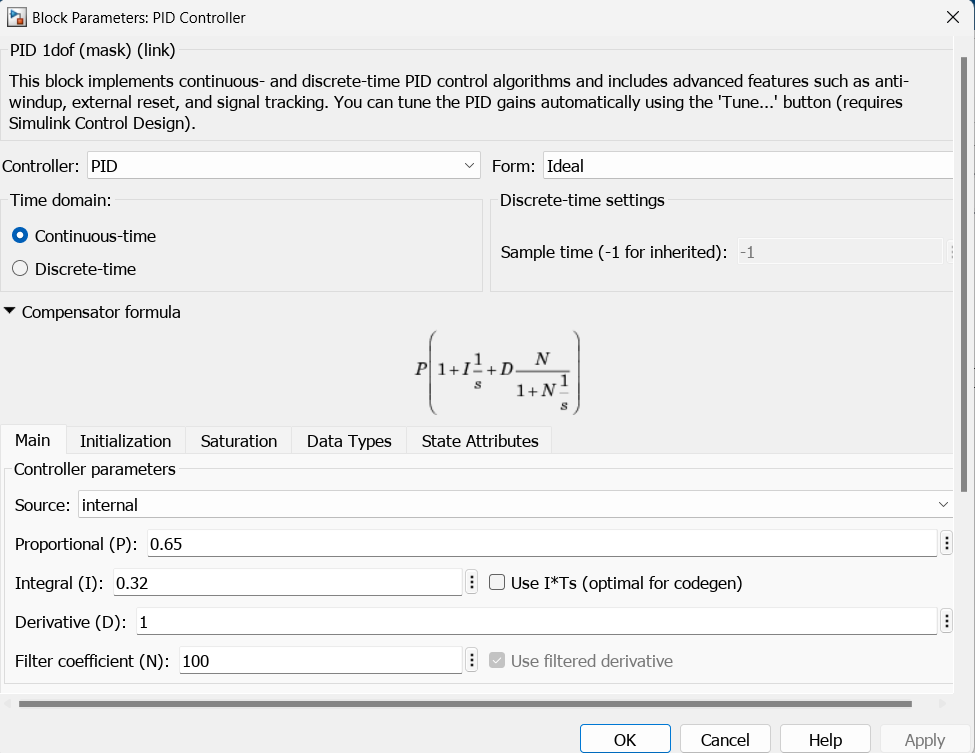 Block Parameters: PID Controller
PID 1dof (mask) (link)
This block implements continuous- and discrete-time PID control algorithms and includes advanced features such as anti-
windup, external reset, and signal tracking. You can tune the PID gains automatically using the 'Tune...' button (requires
Simulink Control Design).
Controller: PID Form: Ideal
Time domain: Discrete-time settings
Continuous-time
Sample time (-1 for inherited): -1
Discrete-time
Compensator formula
P(1+I 1/s + D N/(1+N 1/s))
Main Initialization Saturation Data Types State Attributes
Controller parameters
Source: internal
Proportional (P): 0.65
Integral (I): 0.32 Use I*Ts (optimal for codegen)
Derivative (D): 1
Filter coefficient (N): 100 Use filtered derivative
OK Cancel Help Apply